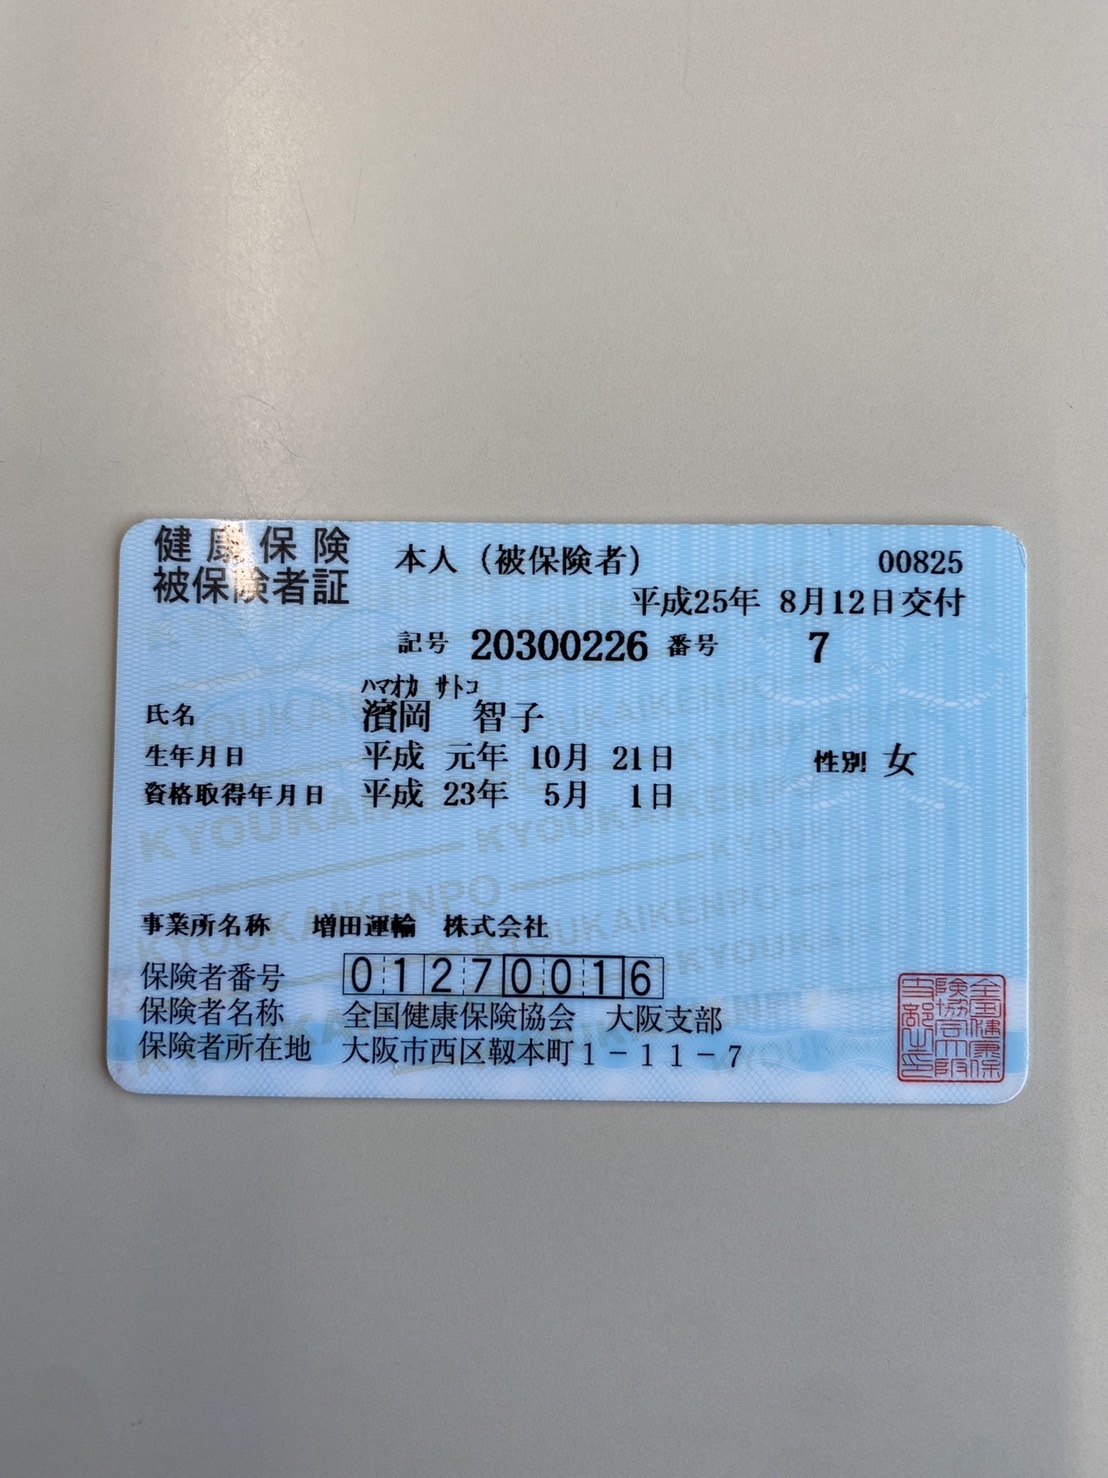 健康保険 被保険者証
本人（被保険者） 00825
平成25年 8月12日交付
記号 20300226 番号 7
ハマオカ サトコ
氏名 濱岡 智子
生年月日 平成 元年 10月 21日 性別 女
資格取得年月日 平成 23年 5月 1日
事業所名称 増田運輸 株式会社
保険者番号 01270016
保険者名称 全国健康保険協会 大阪支部
保険者所在地 大阪市西区靱本町1-11-7
KYOUKAIKENPO